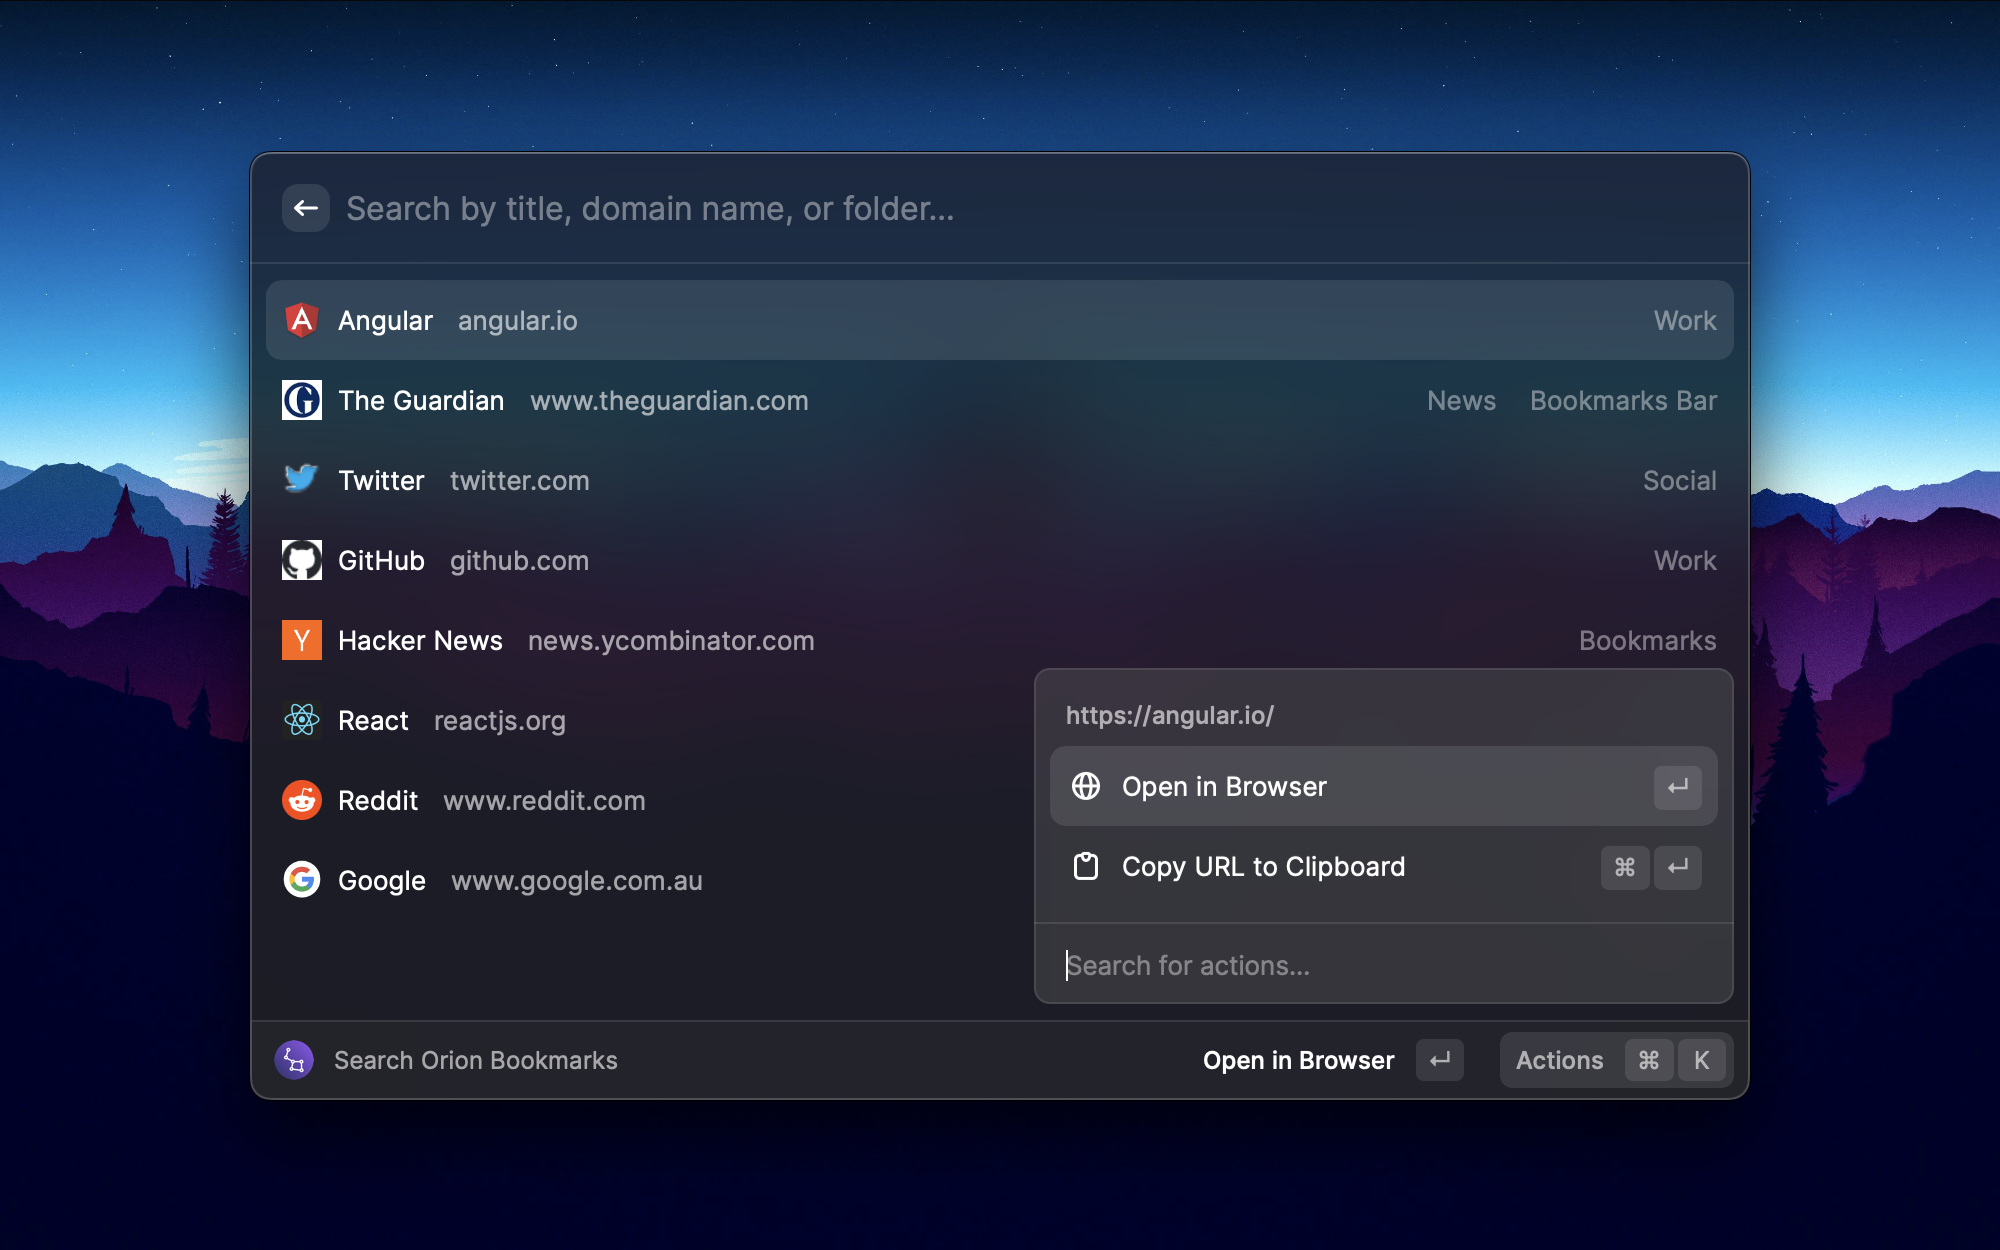 Search by title, domain name, or folder...
Angular angular.io Work
The Guardian www.theguardian.com News Bookmarks Bar
Twitter twitter.com Social
GitHub github.com Work
Hacker News news.ycombinator.com Bookmarks
React reactjs.org
Reddit www.reddit.com
Google www.google.com.au
https://angular.io/
Open in Browser ↵
Copy URL to Clipboard ⌘ ↵
Search for actions...
Search Orion Bookmarks Open in Browser ↵ Actions ⌘ K